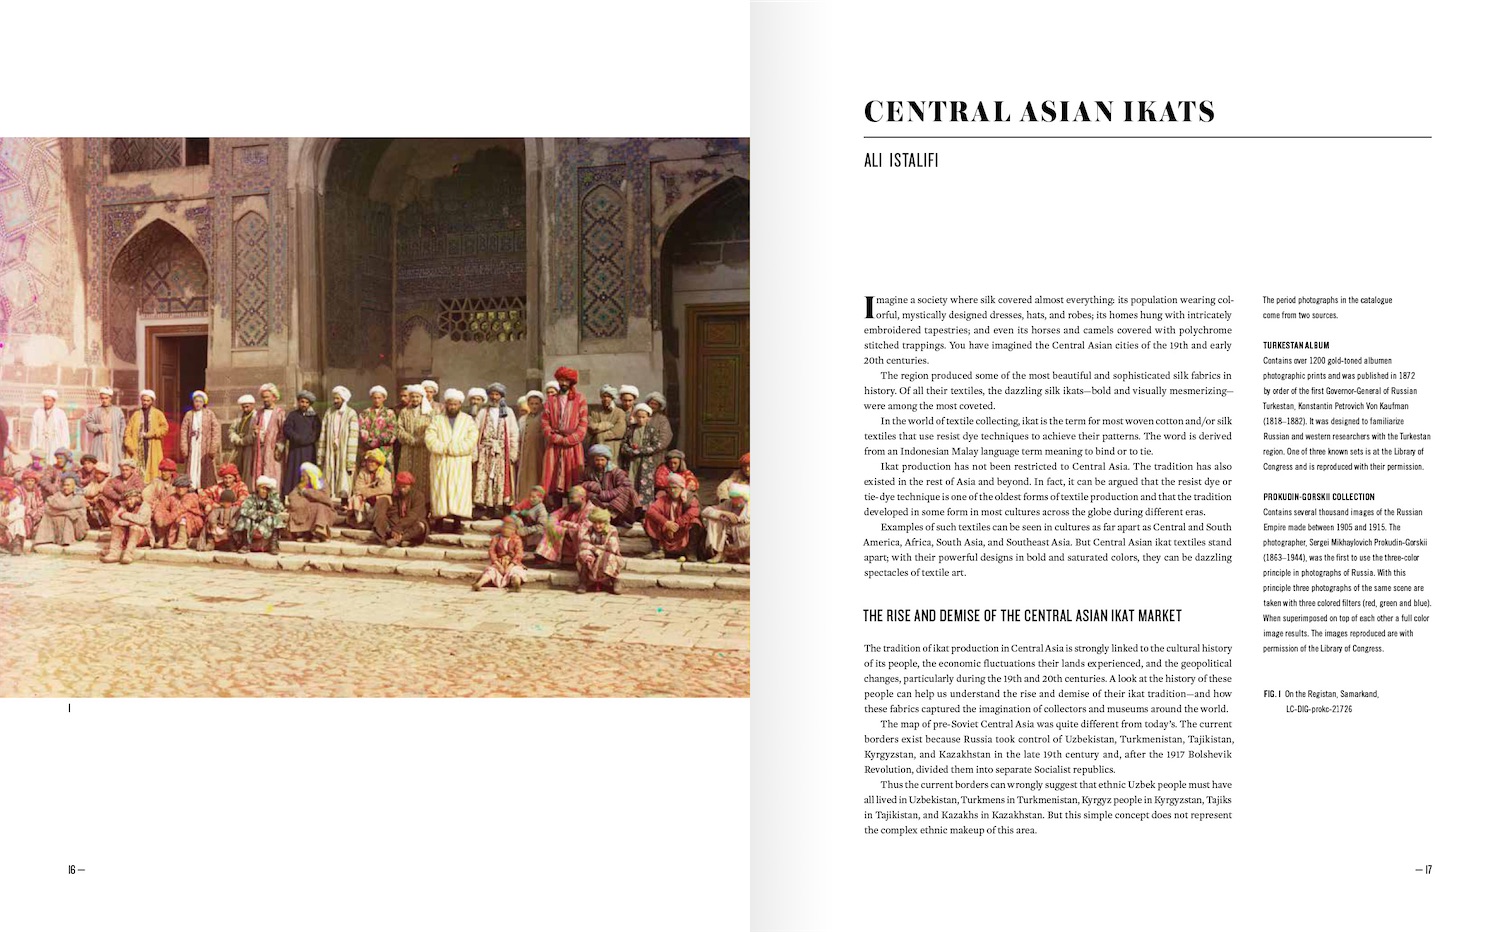 I
16 —
CENTRAL ASIAN IKATS
ALI ISTALIFI
Imagine a society where silk covered almost everything: its population wearing col-
orful, mystically designed dresses, hats, and robes; its homes hung with intricately
embroidered tapestries; and even its horses and camels covered with polychrome
stitched trappings. You have imagined the Central Asian cities of the 19th and early
20th centuries.
The region produced some of the most beautiful and sophisticated silk fabrics in
history. Of all their textiles, the dazzling silk ikats—bold and visually mesmerizing—
were among the most coveted.
In the world of textile collecting, ikat is the term for most woven cotton and/or silk
textiles that use resist dye techniques to achieve their patterns. The word is derived
from an Indonesian Malay language term meaning to bind or to tie.
Ikat production has not been restricted to Central Asia. The tradition has also
existed in the rest of Asia and beyond. In fact, it can be argued that the resist dye or
tie-dye technique is one of the oldest forms of textile production and that the tradition
developed in some form in most cultures across the globe during different eras.
Examples of such textiles can be seen in cultures as far apart as Central and South
America, Africa, South Asia, and Southeast Asia. But Central Asian ikat textiles stand
apart; with their powerful designs in bold and saturated colors, they can be dazzling
spectacles of textile art.
THE RISE AND DEMISE OF THE CENTRAL ASIAN IKAT MARKET
The tradition of ikat production in Central Asia is strongly linked to the cultural history
of its people, the economic fluctuations their lands experienced, and the geopolitical
changes, particularly during the 19th and 20th centuries. A look at the history of these
people can help us understand the rise and demise of their ikat tradition—and how
these fabrics captured the imagination of collectors and museums around the world.
The map of pre-Soviet Central Asia was quite different from today's. The current
borders exist because Russia took control of Uzbekistan, Turkmenistan, Tajikistan,
Kyrgyzstan, and Kazakhstan in the late 19th century and, after the 1917 Bolshevik
Revolution, divided them into separate Socialist republics.
Thus the current borders can wrongly suggest that ethnic Uzbek people must have
all lived in Uzbekistan, Turkmens in Turkmenistan, Kyrgyz people in Kyrgyzstan, Tajiks
in Tajikistan, and Kazakhs in Kazakhstan. But this simple concept does not represent
the complex ethnic makeup of this area.
The period photographs in the catalogue
come from two sources.
TURKESTAN ALBUM
Contains over 1200 gold-toned albumen
photographic prints and was published in 1872
by order of the first Governor-General of Russian
Turkestan, Konstantin Petrovich Von Kaufman
(1818–1882). It was designed to familiarize
Russian and western researchers with the Turkestan
region. One of three known sets is at the Library of
Congress and is reproduced with their permission.
PROKUDIN-GORSKII COLLECTION
Contains several thousand images of the Russian
Empire made between 1905 and 1915. The
photographer, Sergei Mikhaylovich Prokudin-Gorskii
(1863–1944), was the first to use the three-color
principle in photographs of Russia. With this
principle three photographs of the same scene are
taken with three colored filters (red, green and blue).
When superimposed on top of each other a full color
image results. The images reproduced are with
permission of the Library of Congress.
FIG. I On the Registan, Samarkand,
LC-DIG-prokc-21726
— 17